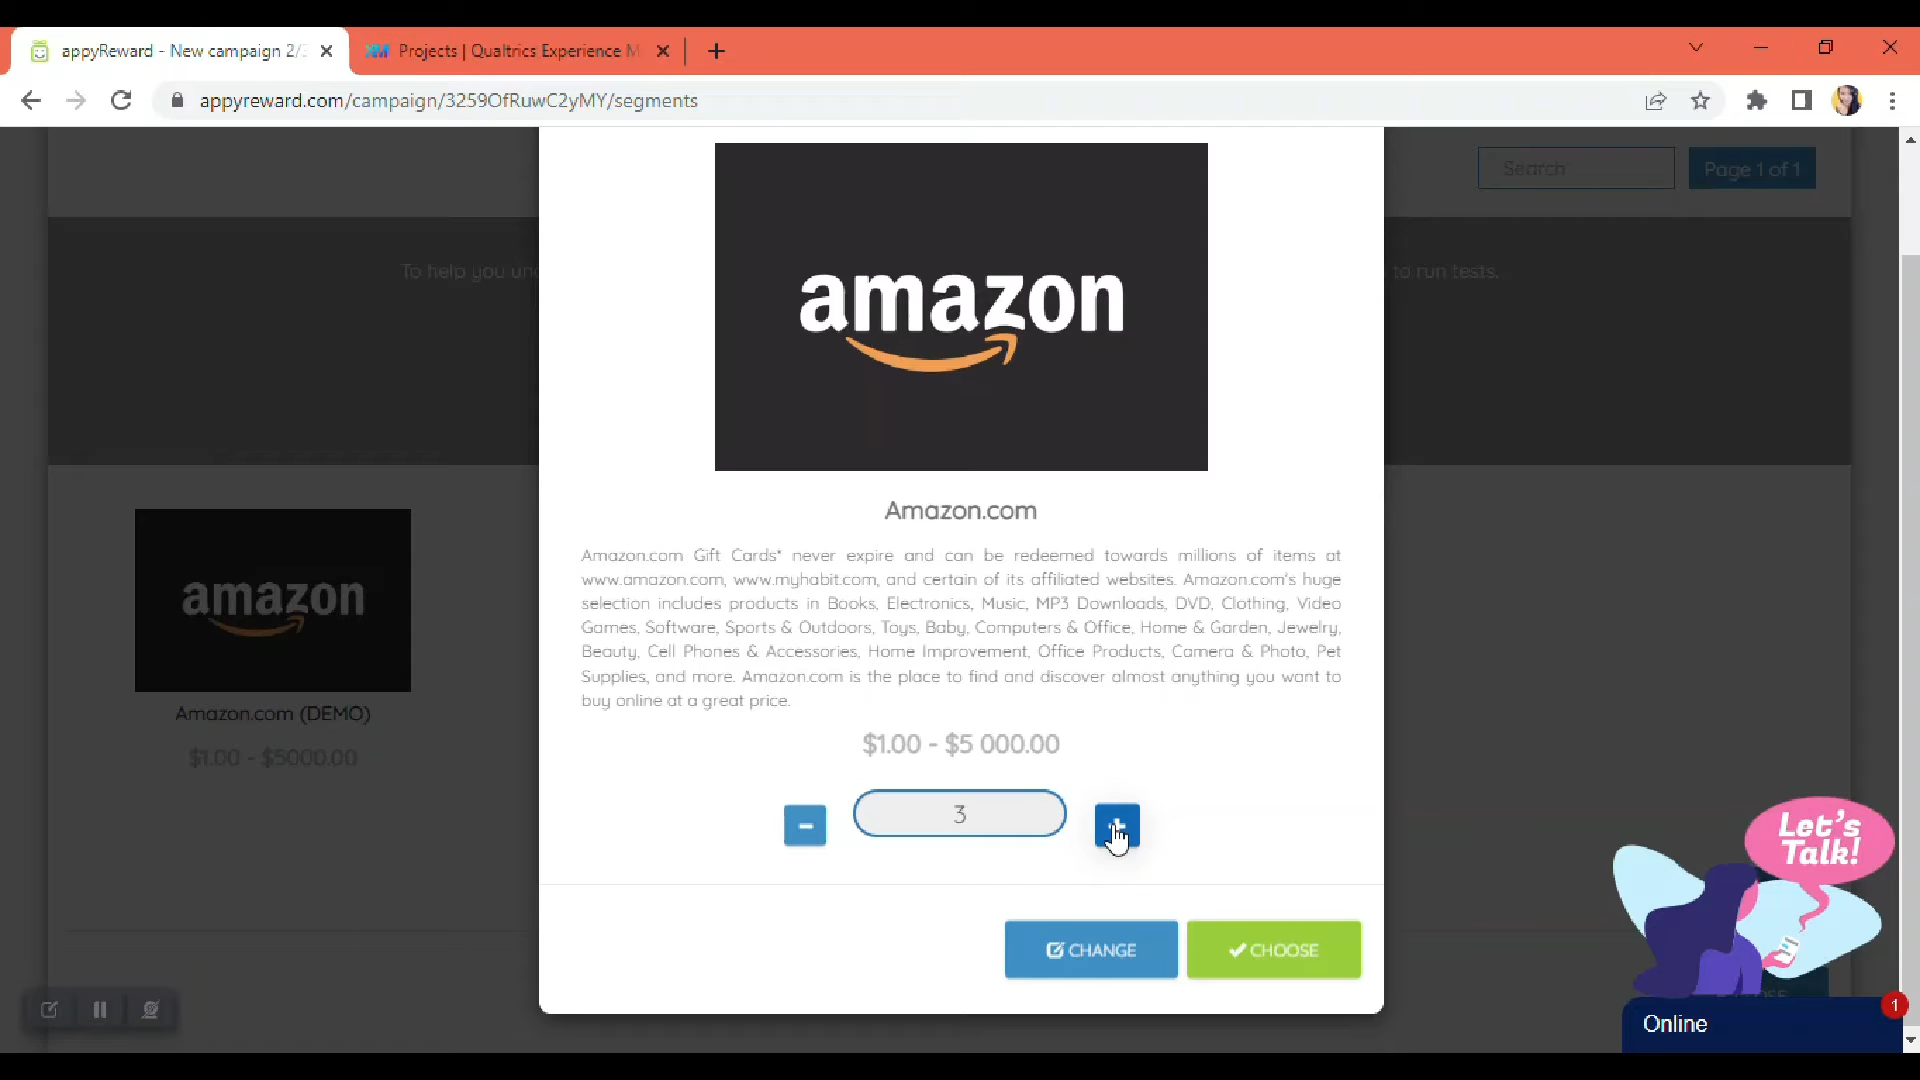 appyReward - New campaign 2/
Projects | Qualtrics Experience M
appyreward.com/campaign/3259OfRuwC2yMY/segments
Search
Page 1 of 1
To help you un
to run tests.
amazon
Amazon.com
Amazon.com Gift Cards* never expire and can be redeemed towards millions of items at
www.amazon.com, www.myhabit.com, and certain of its affiliated websites. Amazon.com's huge
selection includes products in Books, Electronics, Music, MP3 Downloads, DVD, Clothing, Video
Games, Software, Sports & Outdoors, Toys, Baby, Computers & Office, Home & Garden, Jewelry,
Beauty, Cell Phones & Accessories, Home Improvement, Office Products, Camera & Photo, Pet
Supplies, and more. Amazon.com is the place to find and discover almost anything you want to
buy online at a great price.
$1.00 - $5 000.00
3
CHANGE
CHOOSE
amazon
Amazon.com (DEMO)
$1.00 - $5000.00
Let's
Talk!
Online
1